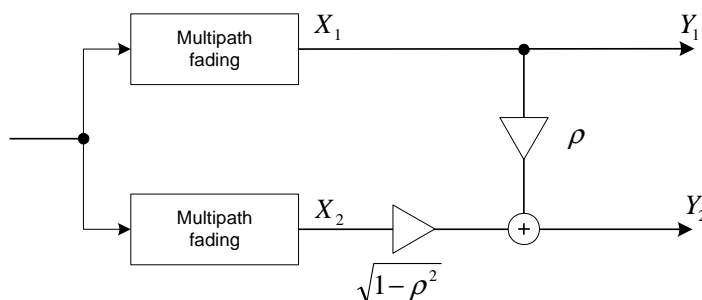 Multipath
fading
X₁
Y₁
ρ
Multipath
fading
X₂
√(1−ρ²)
+
Y₂